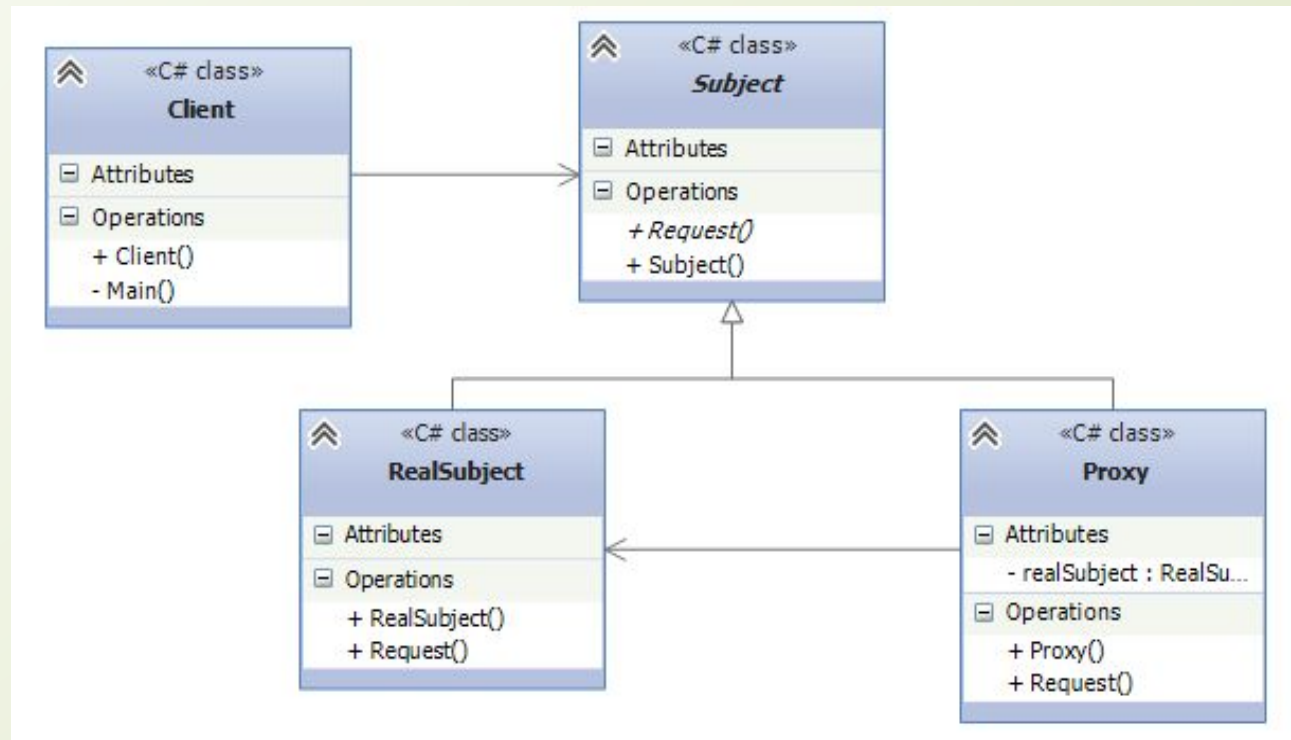 «C# class»
Client
Attributes
Operations
+ Client()
- Main()
«C# class»
Subject
Attributes
Operations
+ Request()
+ Subject()
«C# class»
RealSubject
Attributes
Operations
+ RealSubject()
+ Request()
«C# class»
Proxy
Attributes
- realSubject : RealSu...
Operations
+ Proxy()
+ Request()